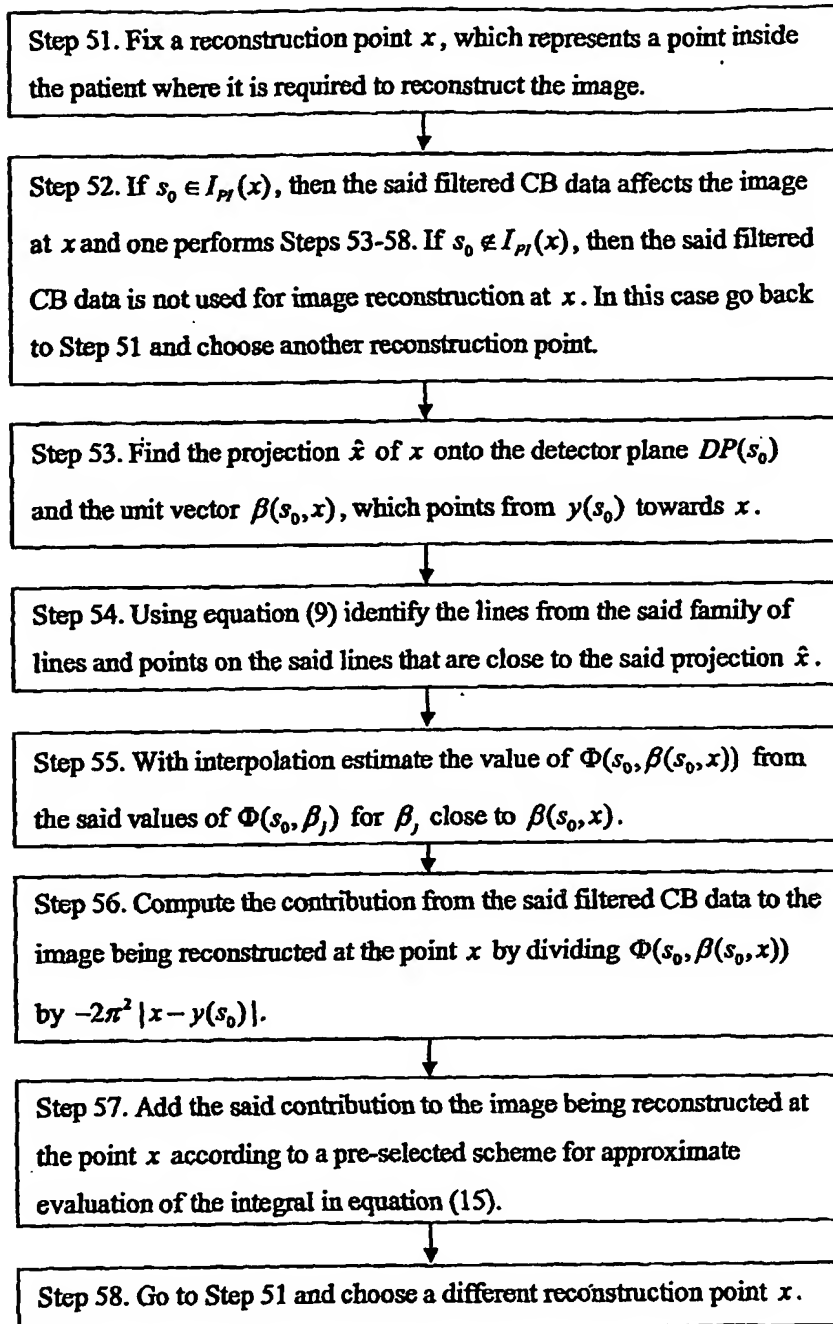 Step 51. Fix a reconstruction point x, which represents a point inside
the patient where it is required to reconstruct the image.
Step 52. If s₀ ∈ I_PI(x), then the said filtered CB data affects the image
at x and one performs Steps 53-58. If s₀ ∉ I_PI(x), then the said filtered
CB data is not used for image reconstruction at x. In this case go back
to Step 51 and choose another reconstruction point.
Step 53. Find the projection x̂ of x onto the detector plane DP(s₀)
and the unit vector β(s₀,x), which points from y(s₀) towards x.
Step 54. Using equation (9) identify the lines from the said family of
lines and points on the said lines that are close to the said projection x̂.
Step 55. With interpolation estimate the value of Φ(s₀,β(s₀,x)) from
the said values of Φ(s₀,β_j) for β_j close to β(s₀,x).
Step 56. Compute the contribution from the said filtered CB data to the
image being reconstructed at the point x by dividing Φ(s₀,β(s₀,x))
by −2π² |x−y(s₀)|.
Step 57. Add the said contribution to the image being reconstructed at
the point x according to a pre-selected scheme for approximate
evaluation of the integral in equation (15).
Step 58. Go to Step 51 and choose a different reconstruction point x.